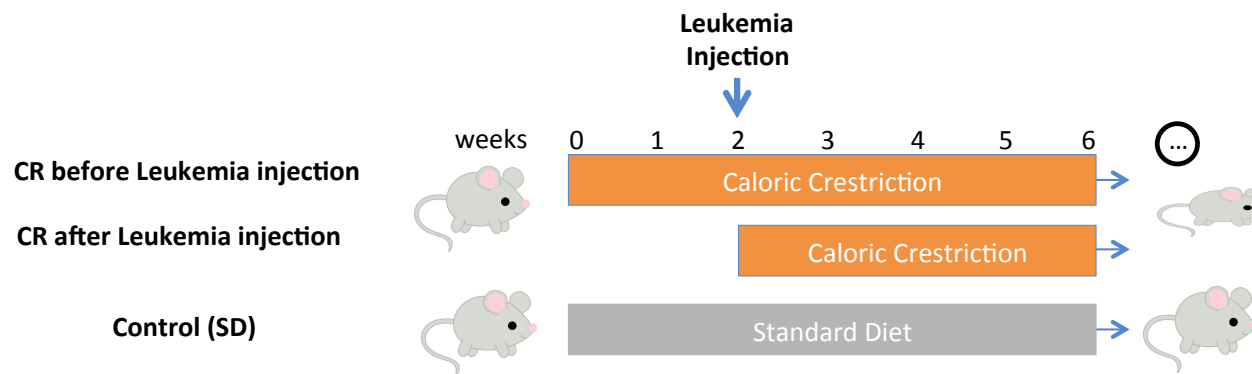 Leukemia
Injection
weeks 0 1 2 3 4 5 6 ...
CR before Leukemia injection
Caloric Crestriction
CR after Leukemia injection
Caloric Crestriction
Control (SD)
Standard Diet